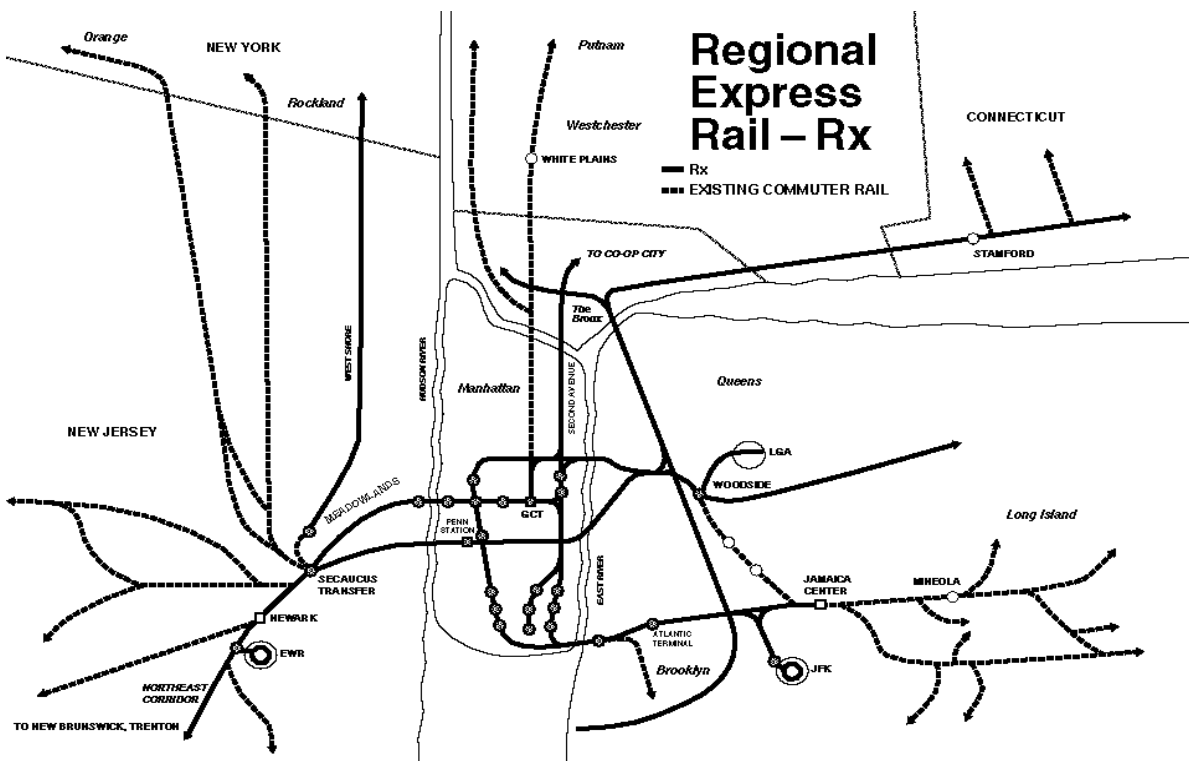 Orange
NEW YORK
Rockland
Putnam
Westchester
WHITE PLAINS
Regional
Express
Rail – Rx
Rx
EXISTING COMMUTER RAIL
CONNECTICUT
STAMFORD
TO CO-OP CITY
The
Bronx
WEST SHORE
HUDSON RIVER
Manhattan
SECOND AVENUE
Queens
NEW JERSEY
MEADOWLANDS
LGA
WOODSIDE
PENN
STATION
GCT
Long Island
EAST RIVER
SECAUCUS
TRANSFER
JAMAICA
CENTER
MINEOLA
NEWARK
ATLANTIC
TERMINAL
EWR
Brooklyn
JFK
NORTHEAST
CORRIDOR
TO NEW BRUNSWICK, TRENTON